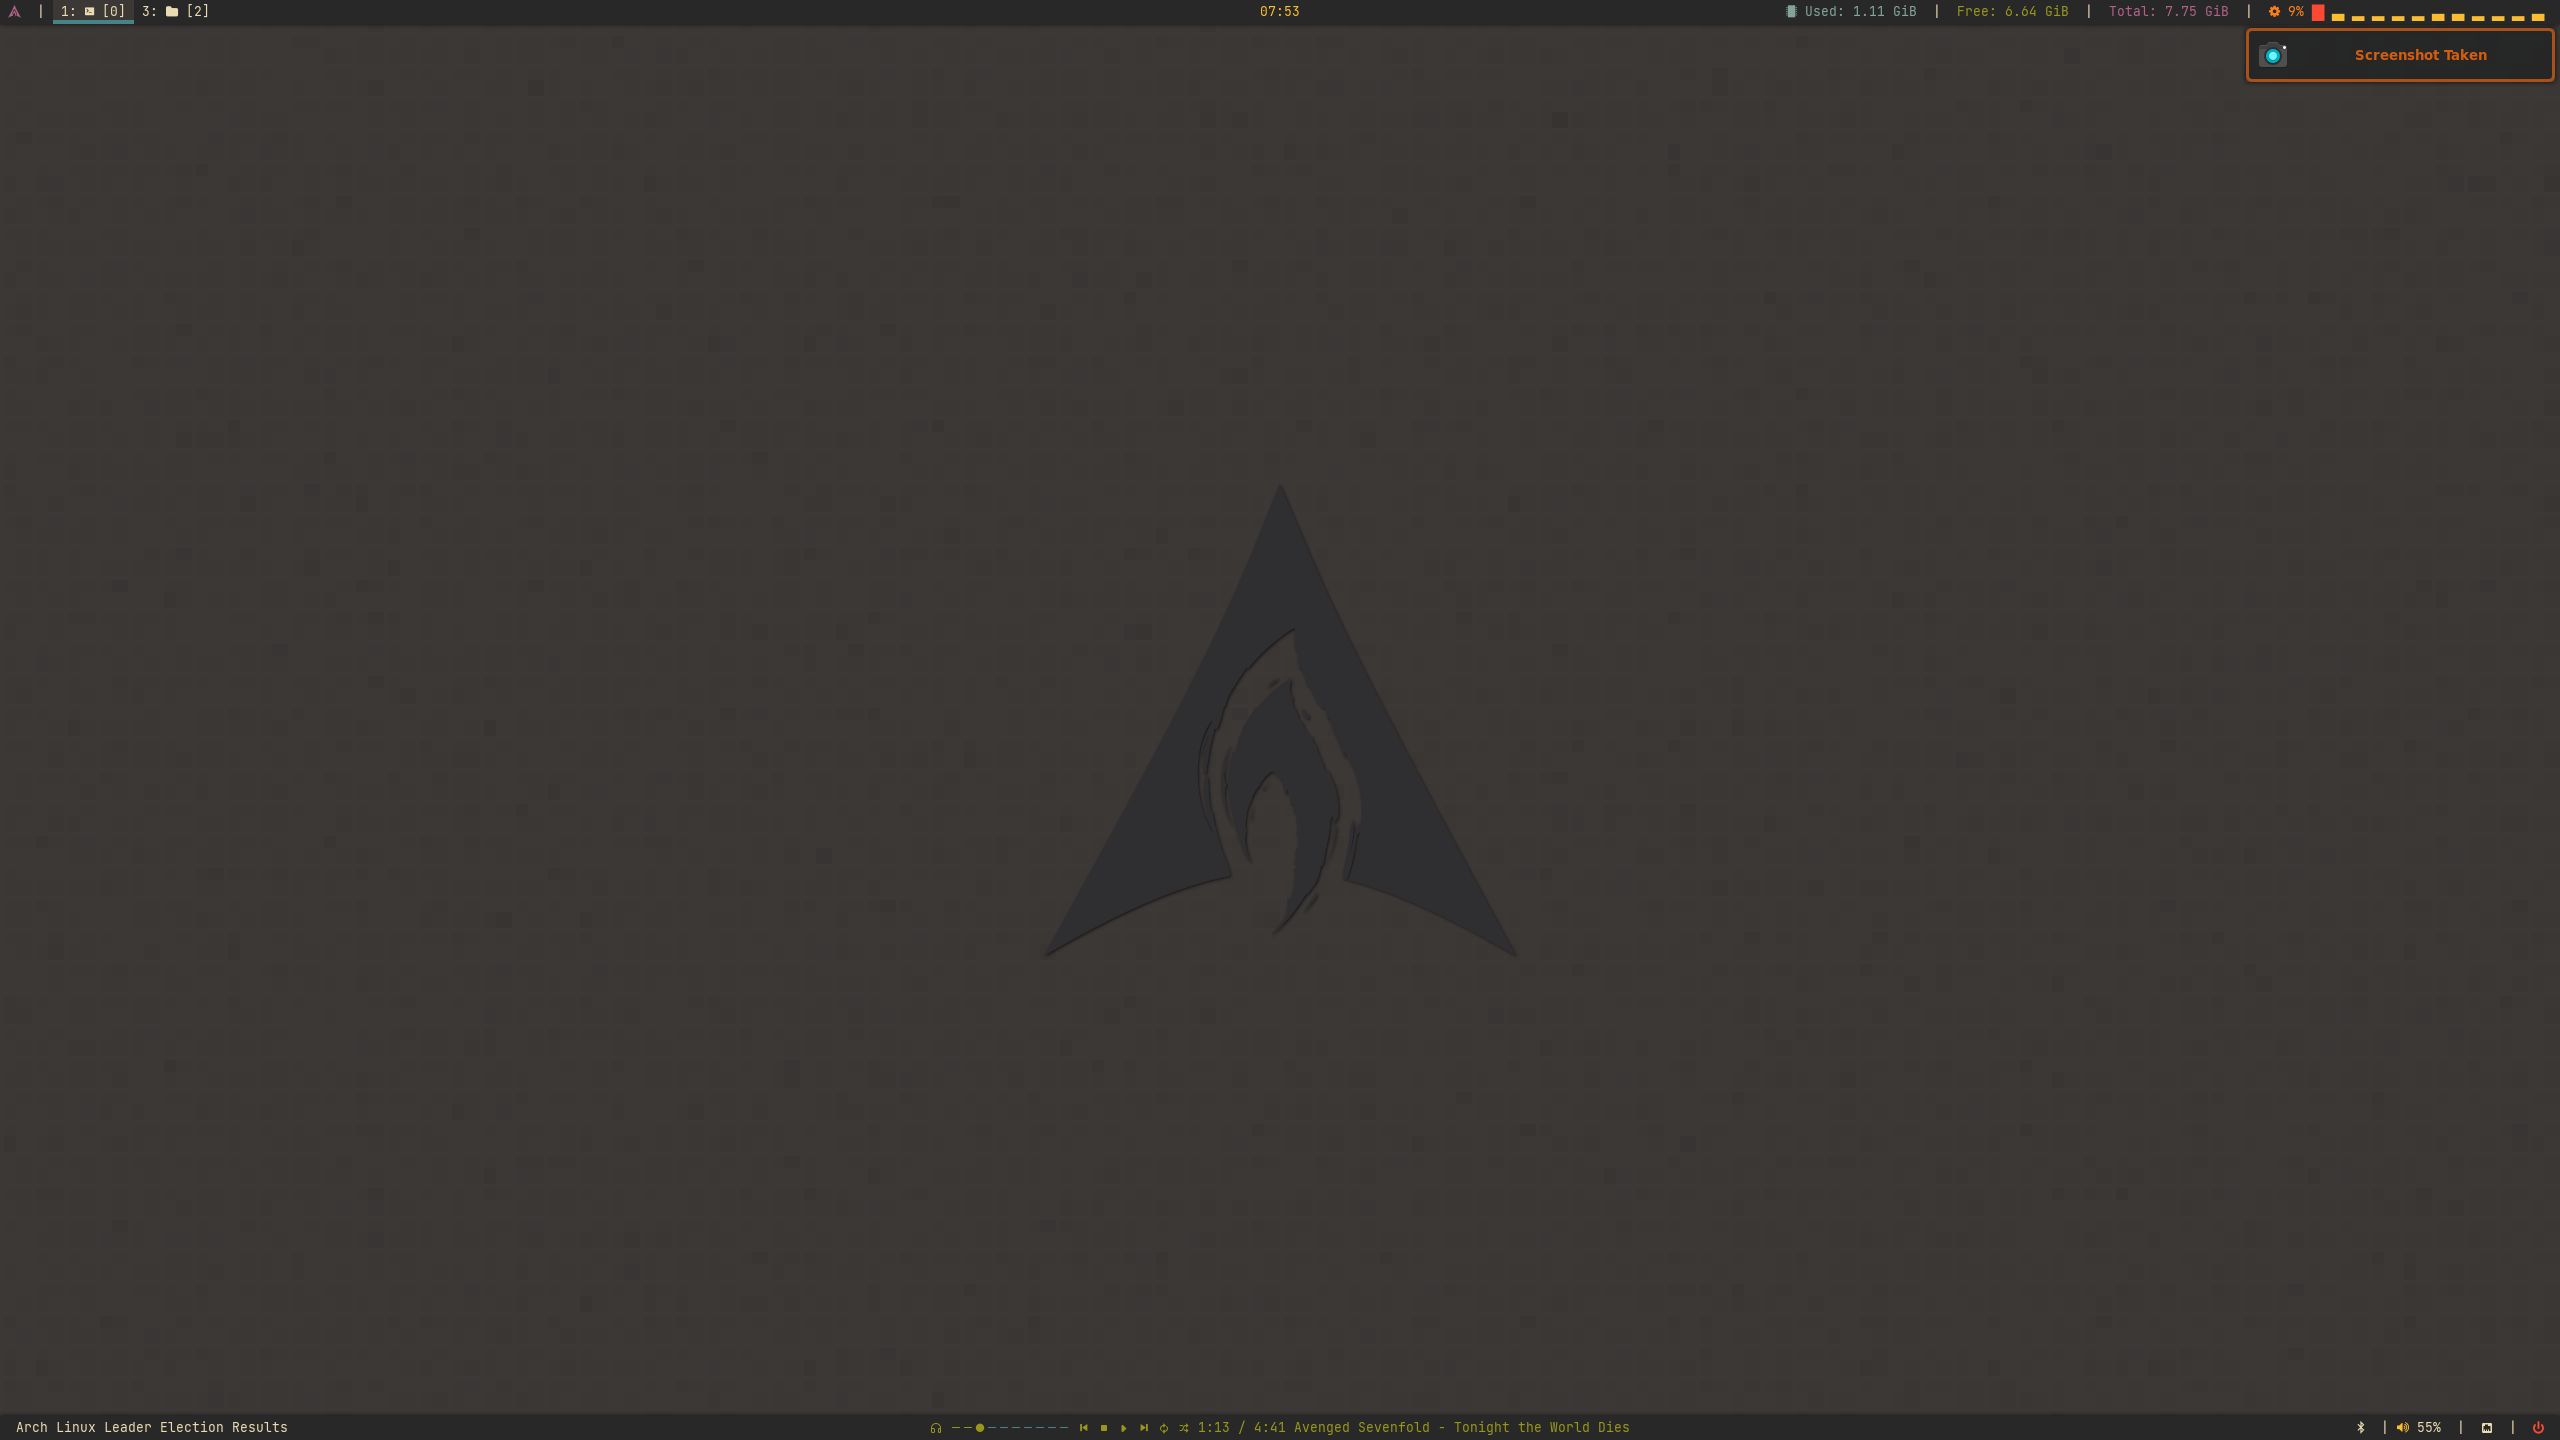 | 1: [0] 3: [2]
07:53
Used: 1.11 GiB | Free: 6.64 GiB | Total: 7.75 GiB | 9%
Screenshot Taken
Arch Linux Leader Election Results
1:13 / 4:41 Avenged Sevenfold - Tonight the World Dies
| 55% | |